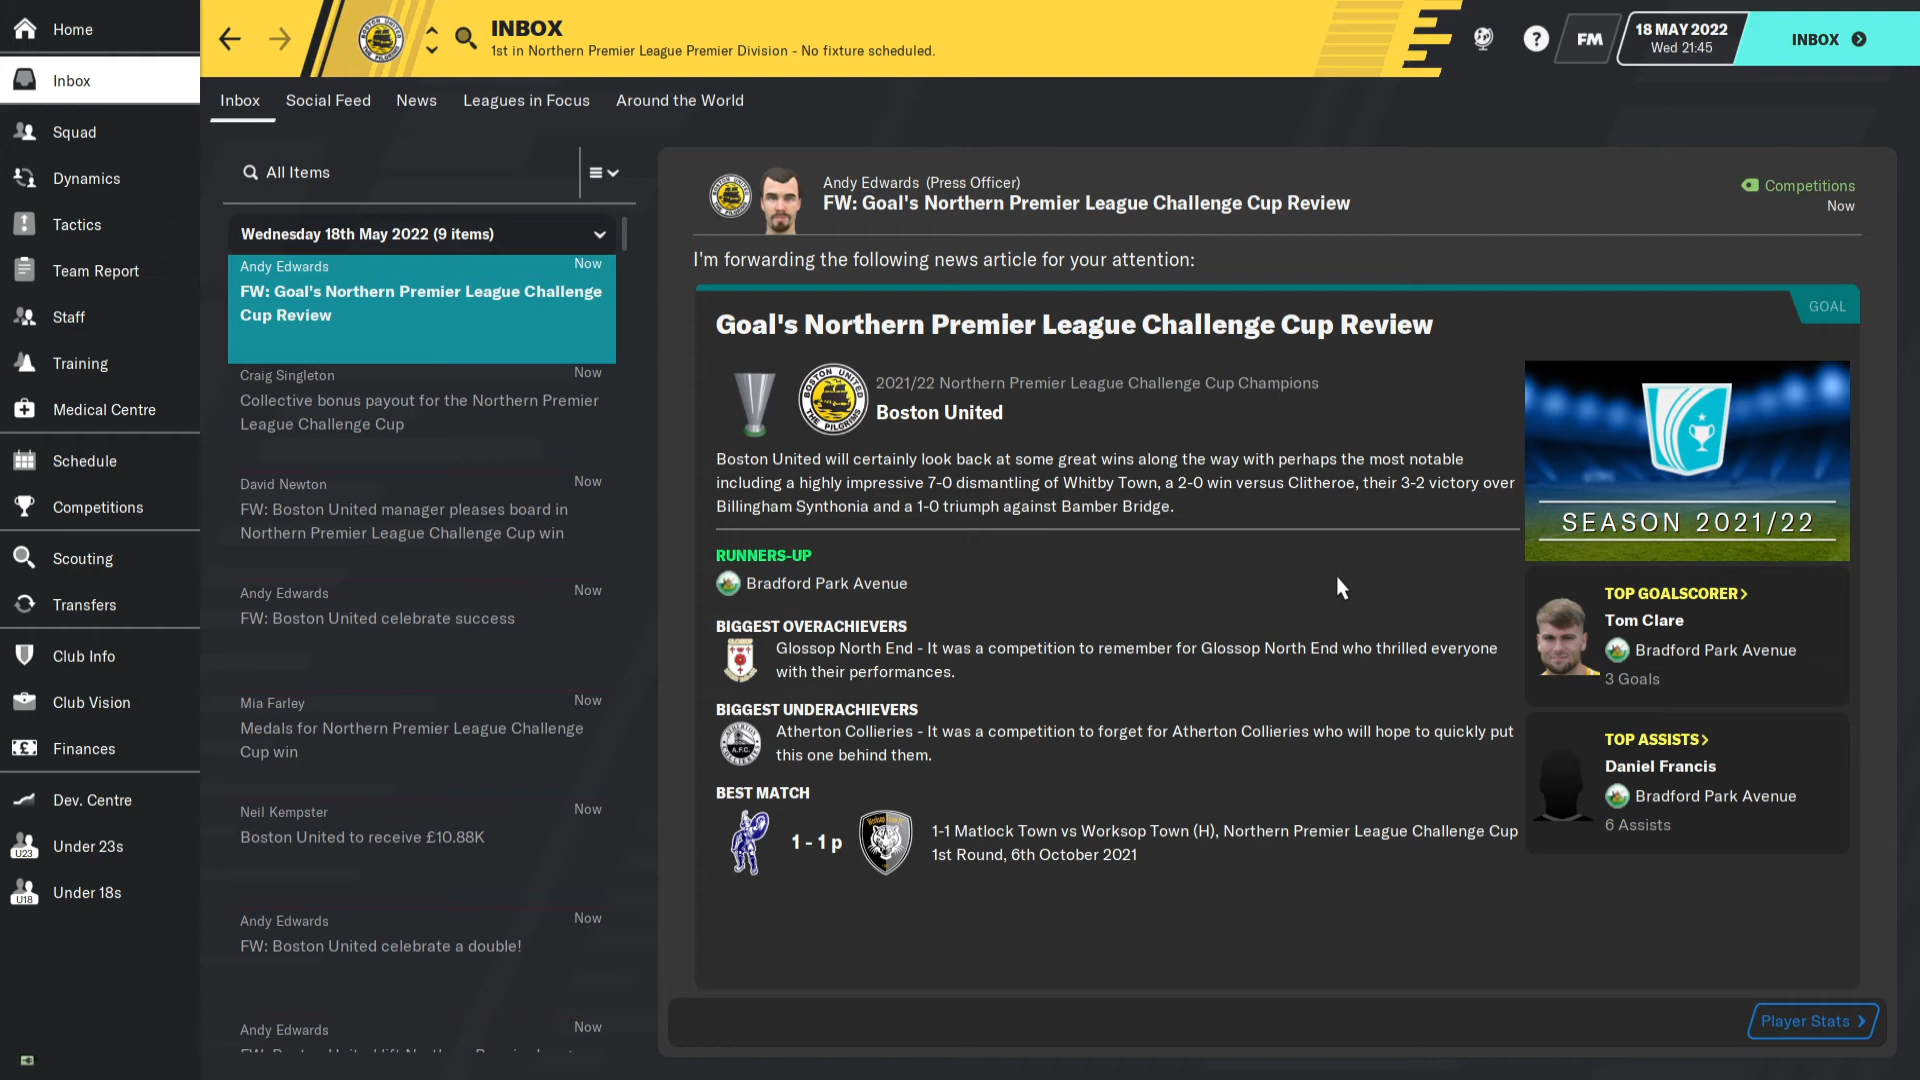 Home
Inbox
Squad
Dynamics
Tactics
Team Report
Staff
Training
Medical Centre
Schedule
Competitions
Scouting
Transfers
Club Info
Club Vision
Finances
Dev. Centre
U23
Under 23s
U18
Under 18s
BOSTON UNITED
THE PILGRIMS
INBOX
1st in Northern Premier League Premier Division - No fixture scheduled.
?
FM
18 MAY 2022
Wed 21:45
INBOX
Inbox
Social Feed
News
Leagues in Focus
Around the World
All Items
Wednesday 18th May 2022 (9 items)
Andy Edwards
Now
FW: Goal's Northern Premier League Challenge
Cup Review
Craig Singleton
Now
Collective bonus payout for the Northern Premier
League Challenge Cup
David Newton
Now
FW: Boston United manager pleases board in
Northern Premier League Challenge Cup win
Andy Edwards
Now
FW: Boston United celebrate success
Mia Farley
Now
Medals for Northern Premier League Challenge
Cup win
Neil Kempster
Now
Boston United to receive £10.88K
Andy Edwards
Now
FW: Boston United celebrate a double!
Andy Edwards
Now
Andy Edwards (Press Officer)
FW: Goal's Northern Premier League Challenge Cup Review
Competitions
Now
I'm forwarding the following news article for your attention:
GOAL
Goal's Northern Premier League Challenge Cup Review
BOSTON UNITED
THE PILGRIMS
2021/22 Northern Premier League Challenge Cup Champions
Boston United
Boston United will certainly look back at some great wins along the way with perhaps the most notable
including a highly impressive 7-0 dismantling of Whitby Town, a 2-0 win versus Clitheroe, their 3-2 victory over
Billingham Synthonia and a 1-0 triumph against Bamber Bridge.
RUNNERS-UP
Bradford Park Avenue
BIGGEST OVERACHIEVERS
Glossop North End - It was a competition to remember for Glossop North End who thrilled everyone
with their performances.
BIGGEST UNDERACHIEVERS
Atherton Collieries - It was a competition to forget for Atherton Collieries who will hope to quickly put
this one behind them.
A.F.C.
BEST MATCH
1 - 1 p
1-1 Matlock Town vs Worksop Town (H), Northern Premier League Challenge Cup
1st Round, 6th October 2021
SEASON 2021/22
TOP GOALSCORER
Tom Clare
Bradford Park Avenue
3 Goals
TOP ASSISTS
Daniel Francis
Bradford Park Avenue
6 Assists
Player Stats